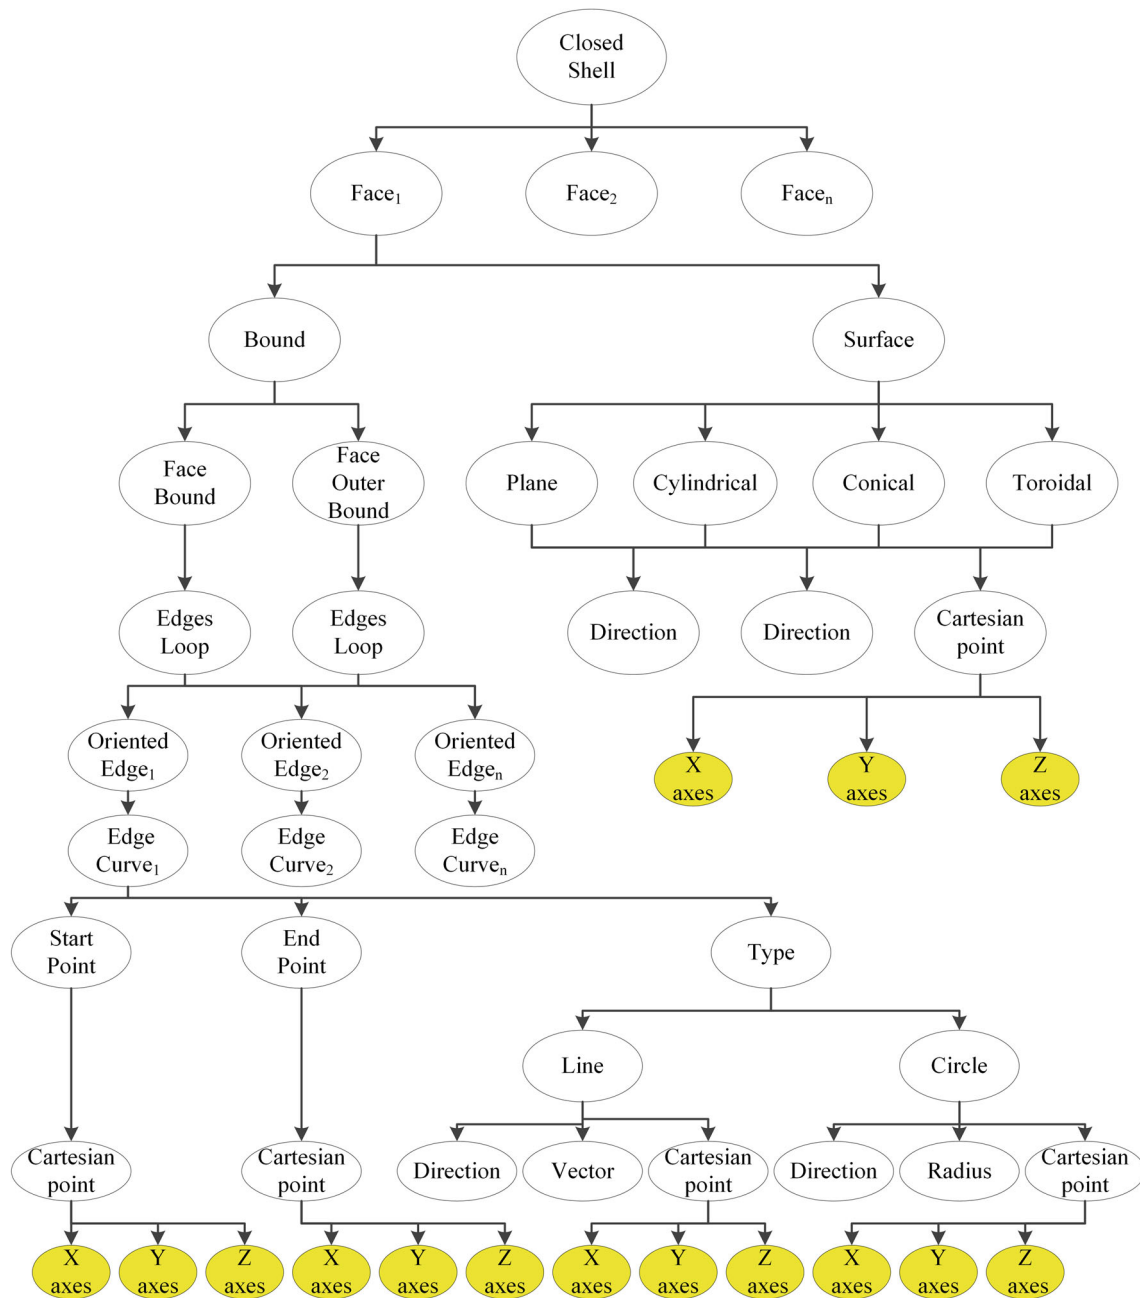 Closed
Shell
Face₁
Face₂
Faceₙ
Bound
Surface
Face
Bound
Face
Outer
Bound
Plane
Cylindrical
Conical
Toroidal
Edges
Loop
Edges
Loop
Direction
Direction
Cartesian
point
Oriented
Edge₁
Oriented
Edge₂
Oriented
Edgeₙ
X
axes
Y
axes
Z
axes
Edge
Curve₁
Edge
Curve₂
Edge
Curveₙ
Start
Point
End
Point
Type
Line
Circle
Cartesian
point
Cartesian
point
Direction
Vector
Cartesian
point
Direction
Radius
Cartesian
point
X
axes
Y
axes
Z
axes
X
axes
Y
axes
Z
axes
X
axes
Y
axes
Z
axes
X
axes
Y
axes
Z
axes